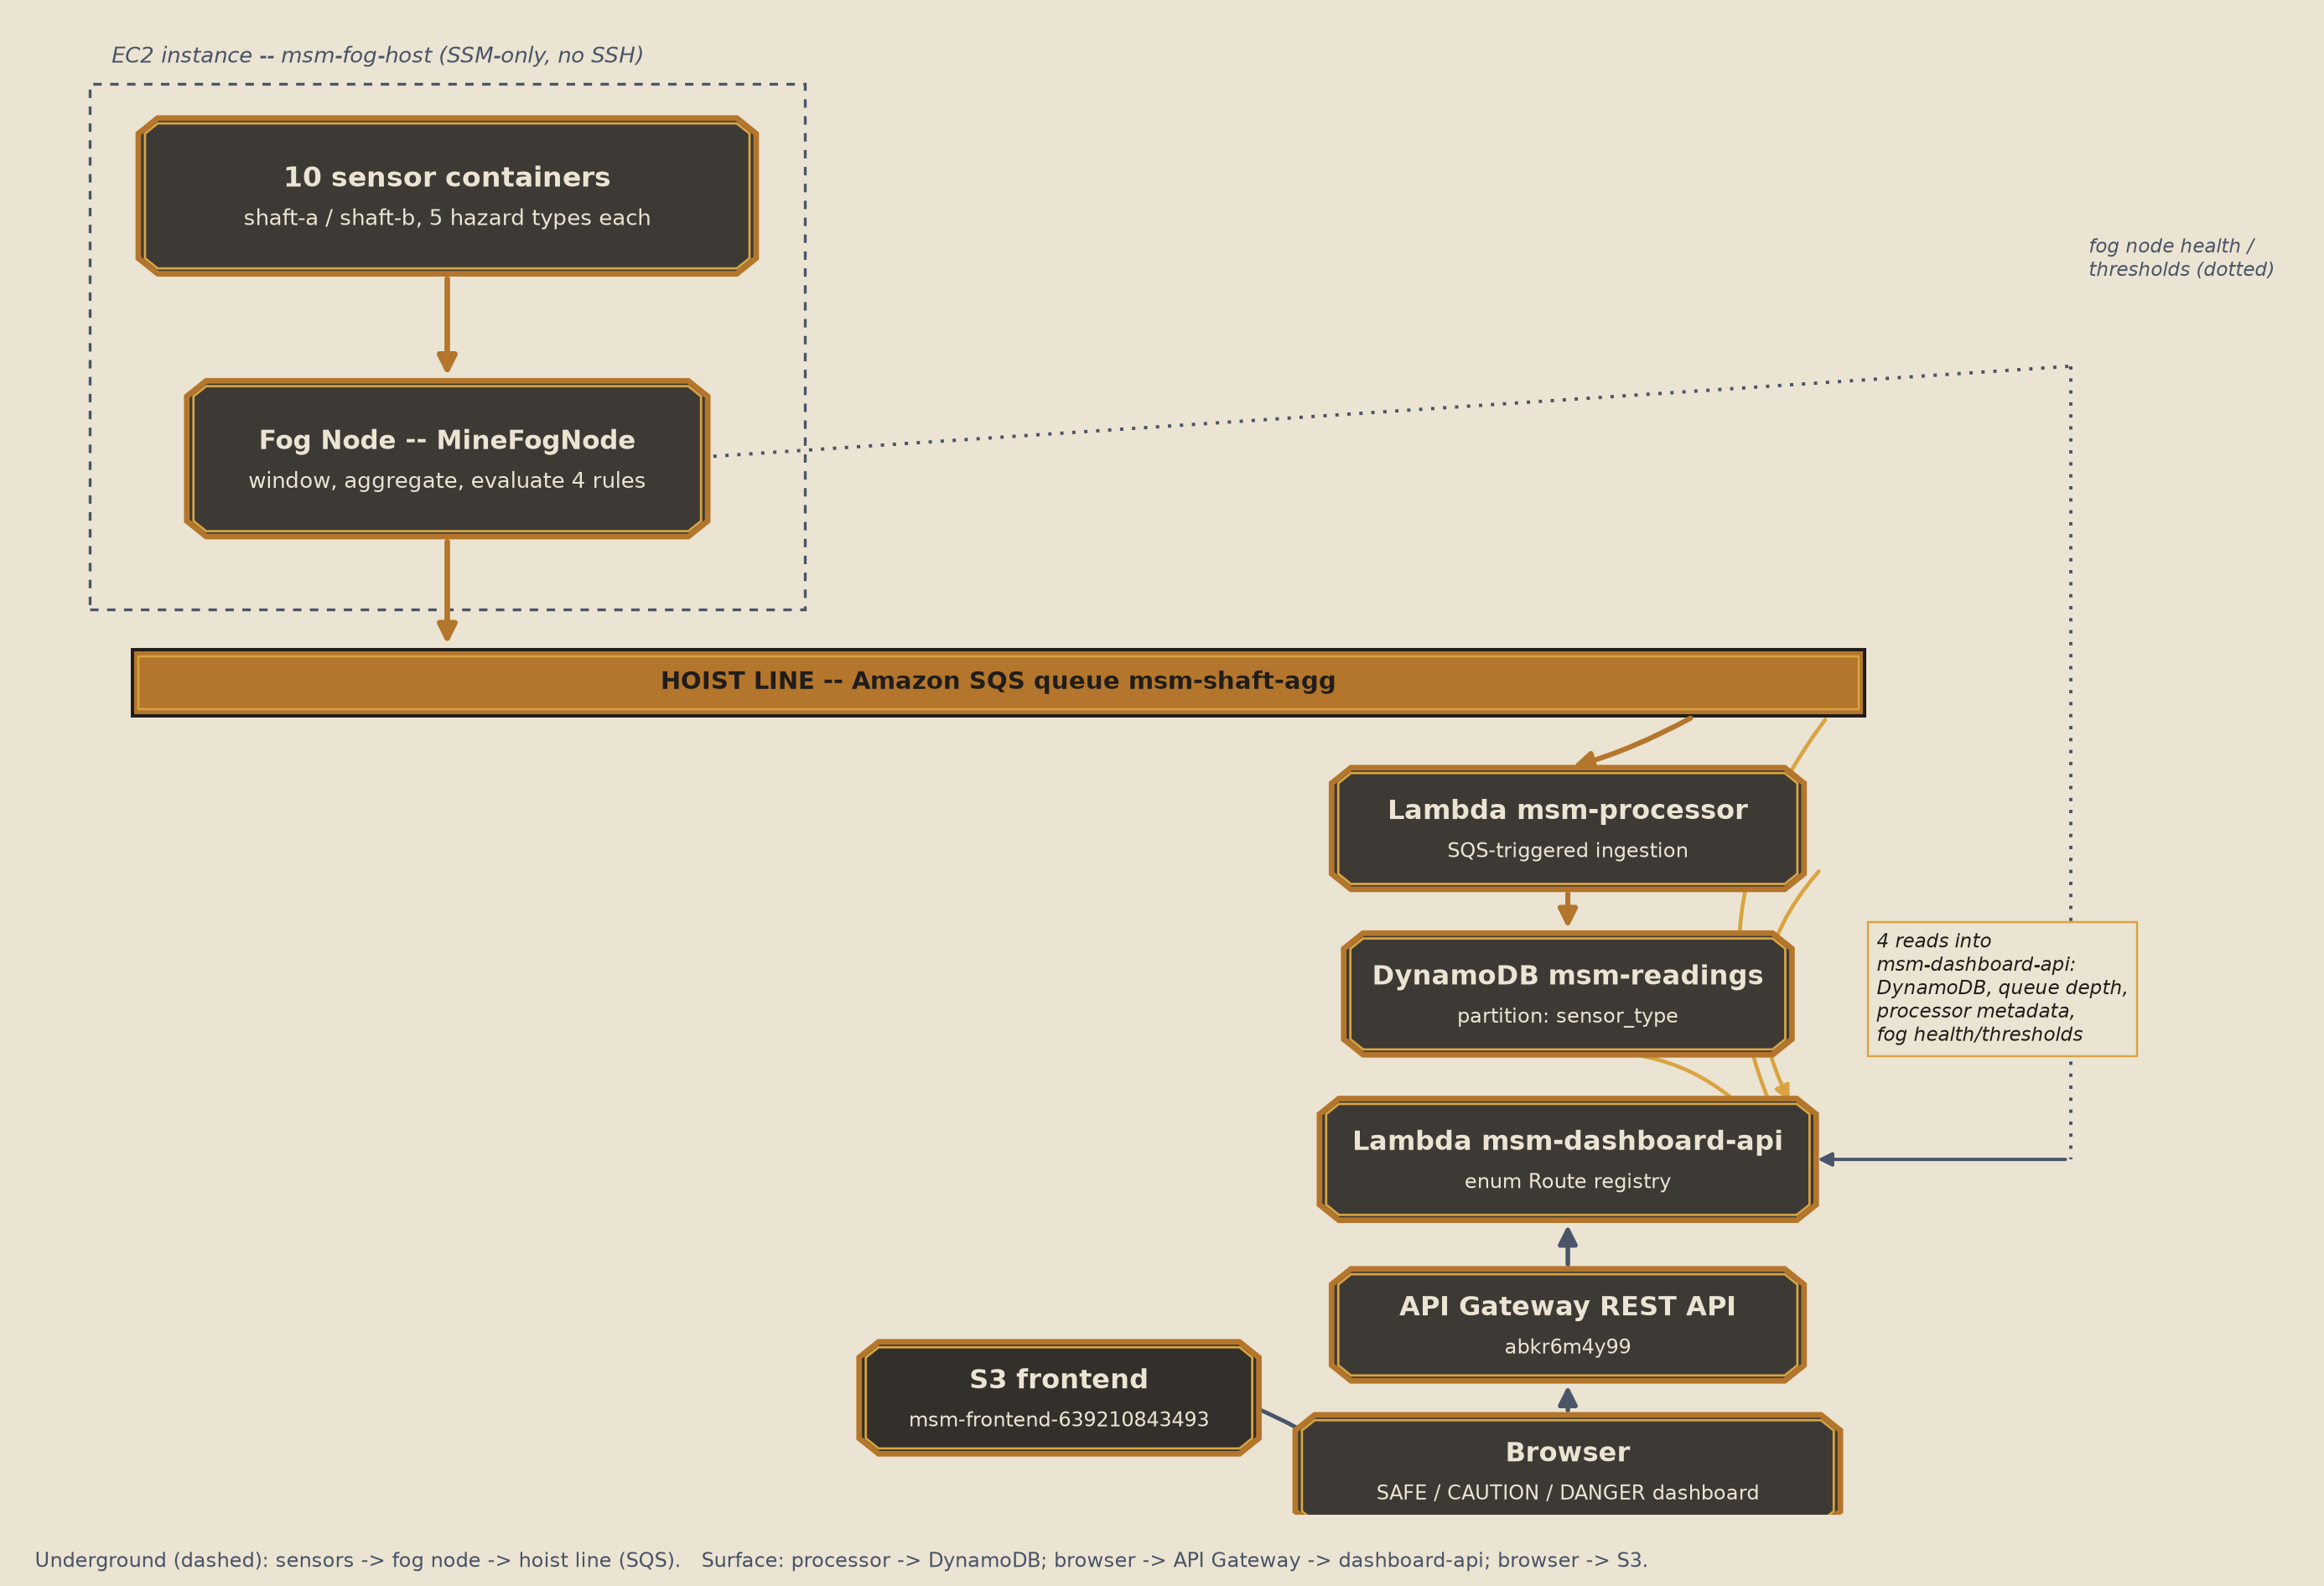 EC2 instance -- msm-fog-host (SSM-only, no SSH)
10 sensor containers
shaft-a / shaft-b, 5 hazard types each
fog node health /
thresholds (dotted)
Fog Node -- MineFogNode
window, aggregate, evaluate 4 rules
HOIST LINE -- Amazon SQS queue msm-shaft-agg
Lambda msm-processor
SQS-triggered ingestion
DynamoDB msm-readings
partition: sensor_type
4 reads into
msm-dashboard-api:
DynamoDB, queue depth,
processor metadata,
fog health/thresholds
Lambda msm-dashboard-api
enum Route registry
API Gateway REST API
abkr6m4y99
S3 frontend
msm-frontend-639210843493
Browser
SAFE / CAUTION / DANGER dashboard
Underground (dashed): sensors -> fog node -> hoist line (SQS). Surface: processor -> DynamoDB; browser -> API Gateway -> dashboard-api; browser -> S3.